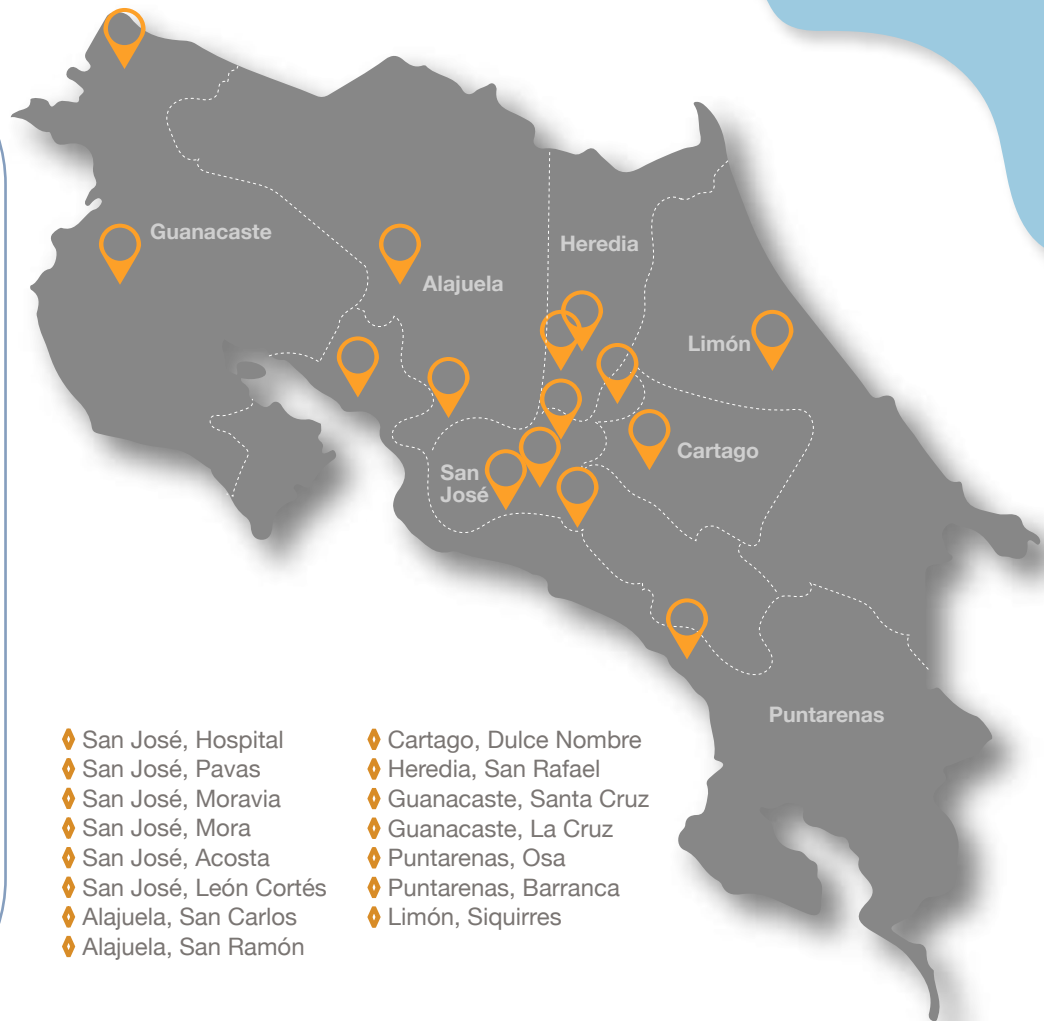 Guanacaste
Alajuela
Heredia
Limón
Cartago
San
José
Puntarenas
San José, Hospital
San José, Pavas
San José, Moravia
San José, Mora
San José, Acosta
San José, León Cortés
Alajuela, San Carlos
Alajuela, San Ramón
Cartago, Dulce Nombre
Heredia, San Rafael
Guanacaste, Santa Cruz
Guanacaste, La Cruz
Puntarenas, Osa
Puntarenas, Barranca
Limón, Siquirres